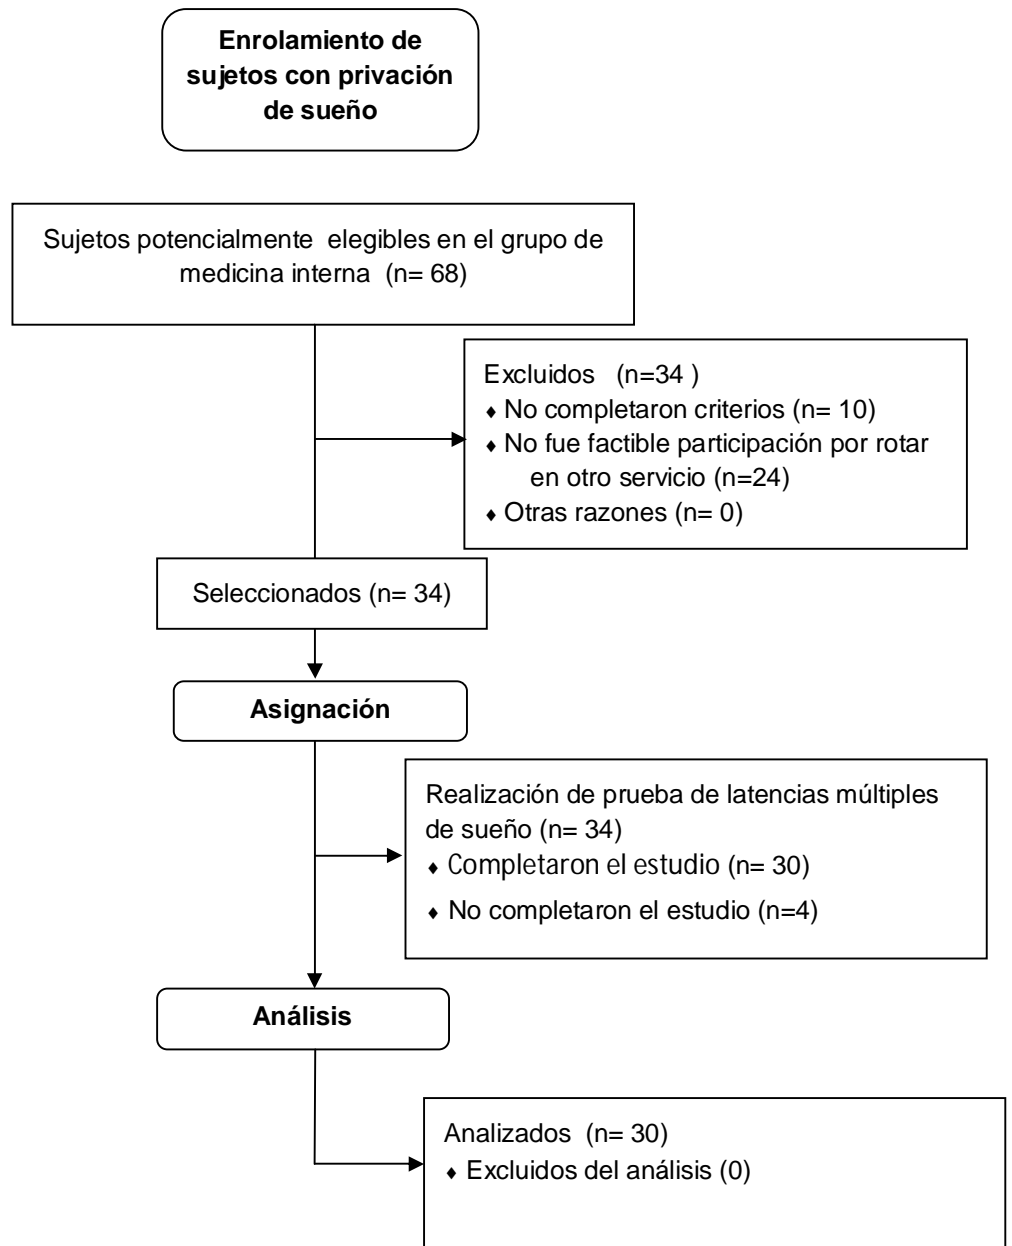 Enrolamiento de
sujetos con privación
de sueño
Sujetos potencialmente elegibles en el grupo de
medicina interna (n= 68)
Excluidos (n=34 )
♦ No completaron criterios (n= 10)
♦ No fue factible participación por rotar
en otro servicio (n=24)
♦ Otras razones (n= 0)
Seleccionados (n= 34)
Asignación
Realización de prueba de latencias múltiples
de sueño (n= 34)
♦ Completaron el estudio (n= 30)
♦ No completaron el estudio (n=4)
Análisis
Analizados (n= 30)
♦ Excluidos del análisis (0)